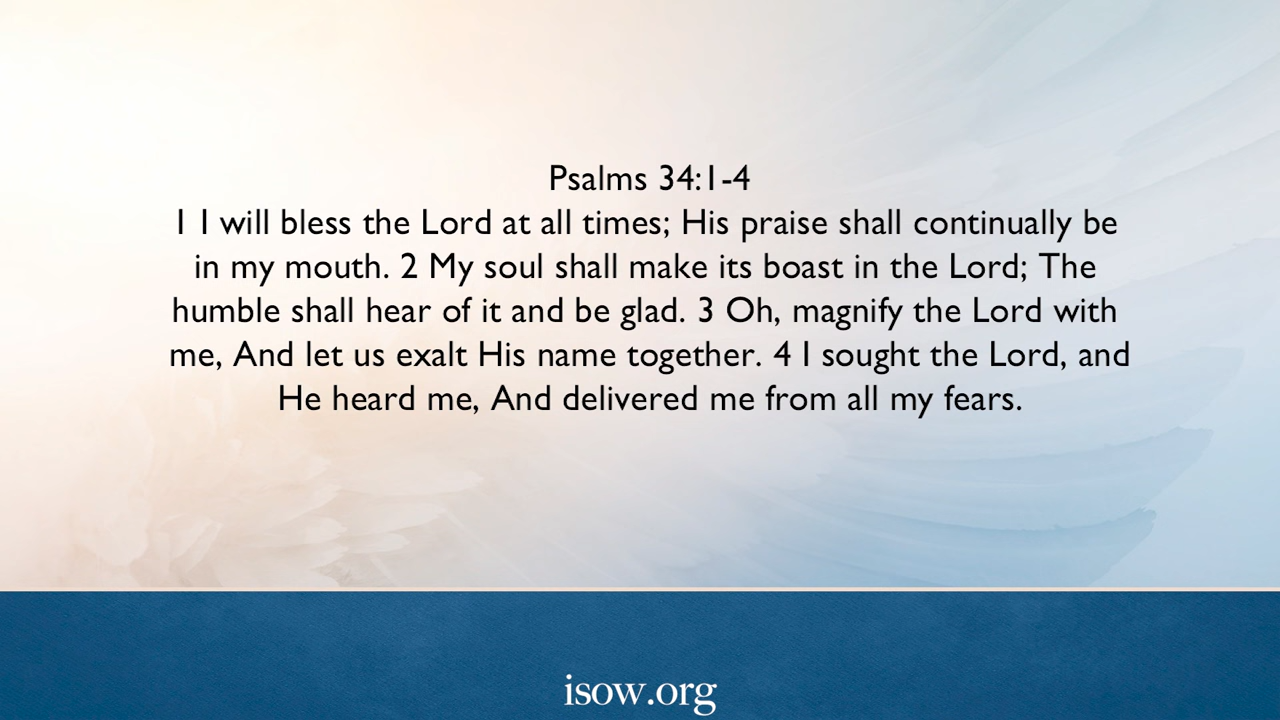 Psalms 34:1-4
1 I will bless the Lord at all times; His praise shall continually be
in my mouth. 2 My soul shall make its boast in the Lord; The
humble shall hear of it and be glad. 3 Oh, magnify the Lord with
me, And let us exalt His name together. 4 I sought the Lord, and
He heard me, And delivered me from all my fears.
isow.org